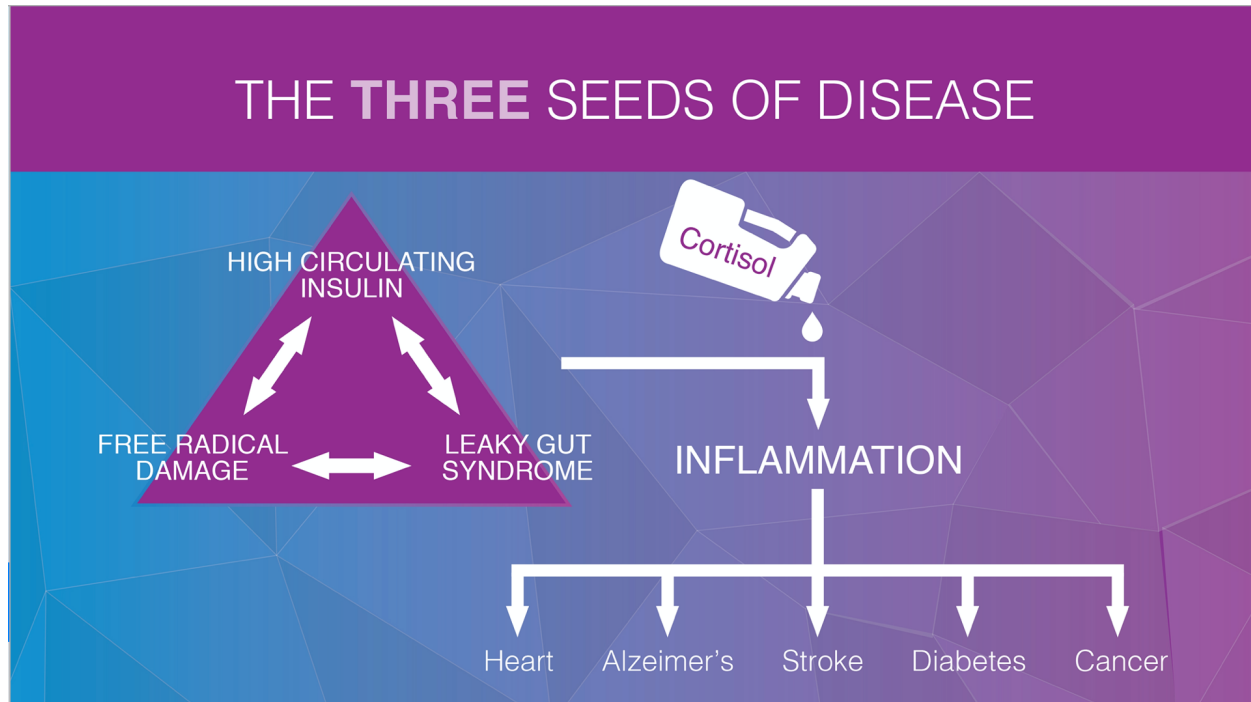 THE THREE SEEDS OF DISEASE
HIGH CIRCULATING
INSULIN
FREE RADICAL
DAMAGE
LEAKY GUT
SYNDROME
Cortisol
INFLAMMATION
Heart
Alzeimer's
Stroke
Diabetes
Cancer